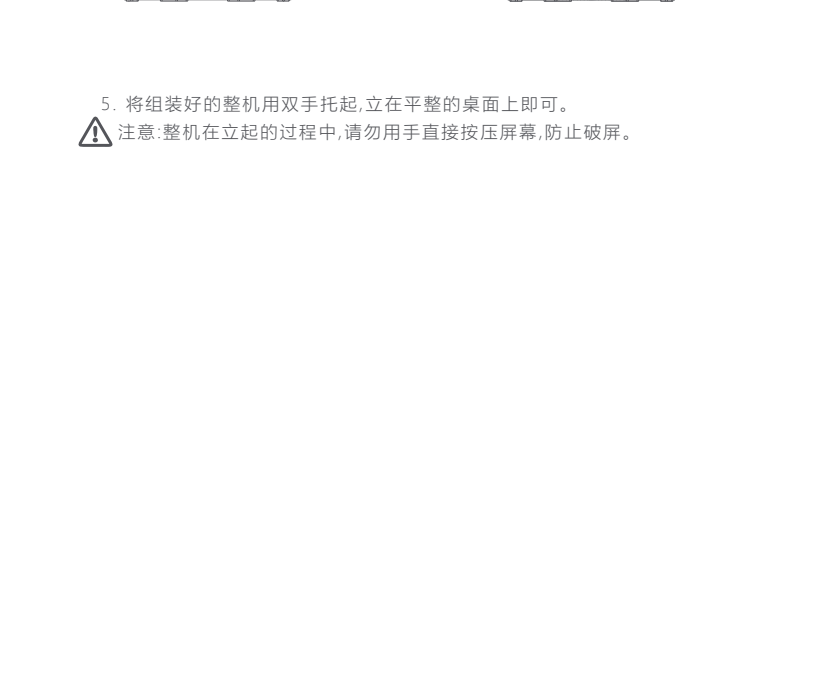 5. 将组装好的整机用双手托起,立在平整的桌面上即可。
注意:整机在立起的过程中,请勿用手直接按压屏幕,防止破屏。